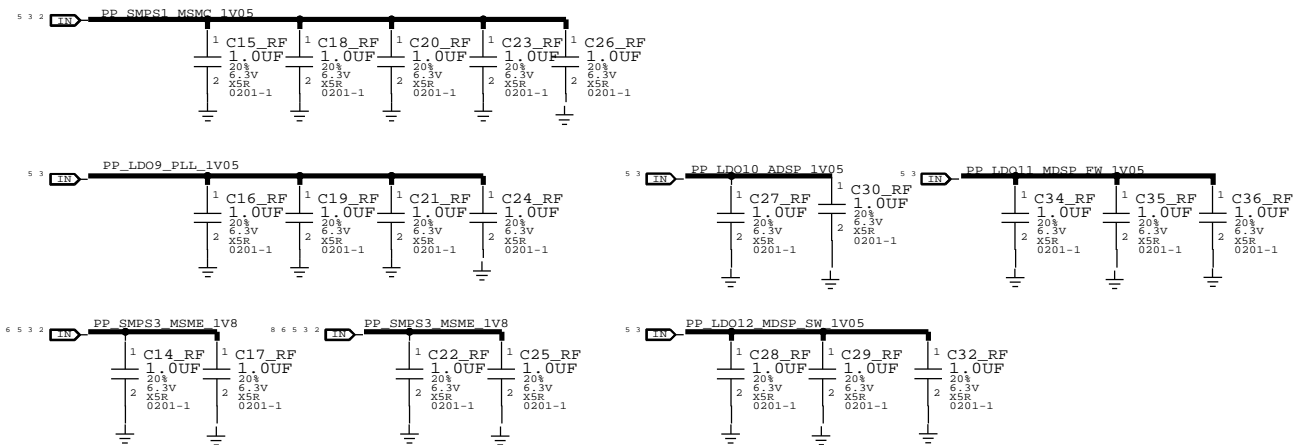 5 3 2 IN PP_SMPS1_MSMC_1V05
1 C15_RF 1 C18_RF 1 C20_RF 1 C23_RF 1 C26_RF
1.0UF 1.0UF 1.0UF 1.0UF 1.0UF
20% 20% 20% 20% 20%
2 6.3V 2 6.3V 2 6.3V 2 6.3V 2 6.3V
X5R X5R X5R X5R X5R
0201-1 0201-1 0201-1 0201-1 0201-1
5 3 IN PP_LDO9_PLL_1V05
1 C16_RF 1 C19_RF 1 C21_RF 1 C24_RF
1.0UF 1.0UF 1.0UF 1.0UF
20% 20% 20% 20%
2 6.3V 2 6.3V 2 6.3V 2 6.3V
X5R X5R X5R X5R
0201-1 0201-1 0201-1 0201-1
5 3 IN PP_LDO10_ADSP_1V05
1 C27_RF 1 C30_RF
1.0UF 1.0UF
20% 20%
2 6.3V 2 6.3V
X5R X5R
0201-1 0201-1
5 3 IN PP_LDO11_MDSP_FW_1V05
1 C34_RF 1 C35_RF 1 C36_RF
1.0UF 1.0UF 1.0UF
20% 20% 20%
2 6.3V 2 6.3V 2 6.3V
X5R X5R X5R
0201-1 0201-1 0201-1
6 5 3 2 IN PP_SMPS3_MSME_1V8
1 C14_RF 1 C17_RF
1.0UF 1.0UF
20% 20%
2 6.3V 2 6.3V
X5R X5R
0201-1 0201-1
8 6 5 3 2 IN PP_SMPS3_MSME_1V8
1 C22_RF 1 C25_RF
1.0UF 1.0UF
20% 20%
2 6.3V 2 6.3V
X5R X5R
0201-1 0201-1
5 3 IN PP_LDO12_MDSP_SW_1V05
1 C28_RF 1 C29_RF 1 C32_RF
1.0UF 1.0UF 1.0UF
20% 20% 20%
2 6.3V 2 6.3V 2 6.3V
X5R X5R X5R
0201-1 0201-1 0201-1